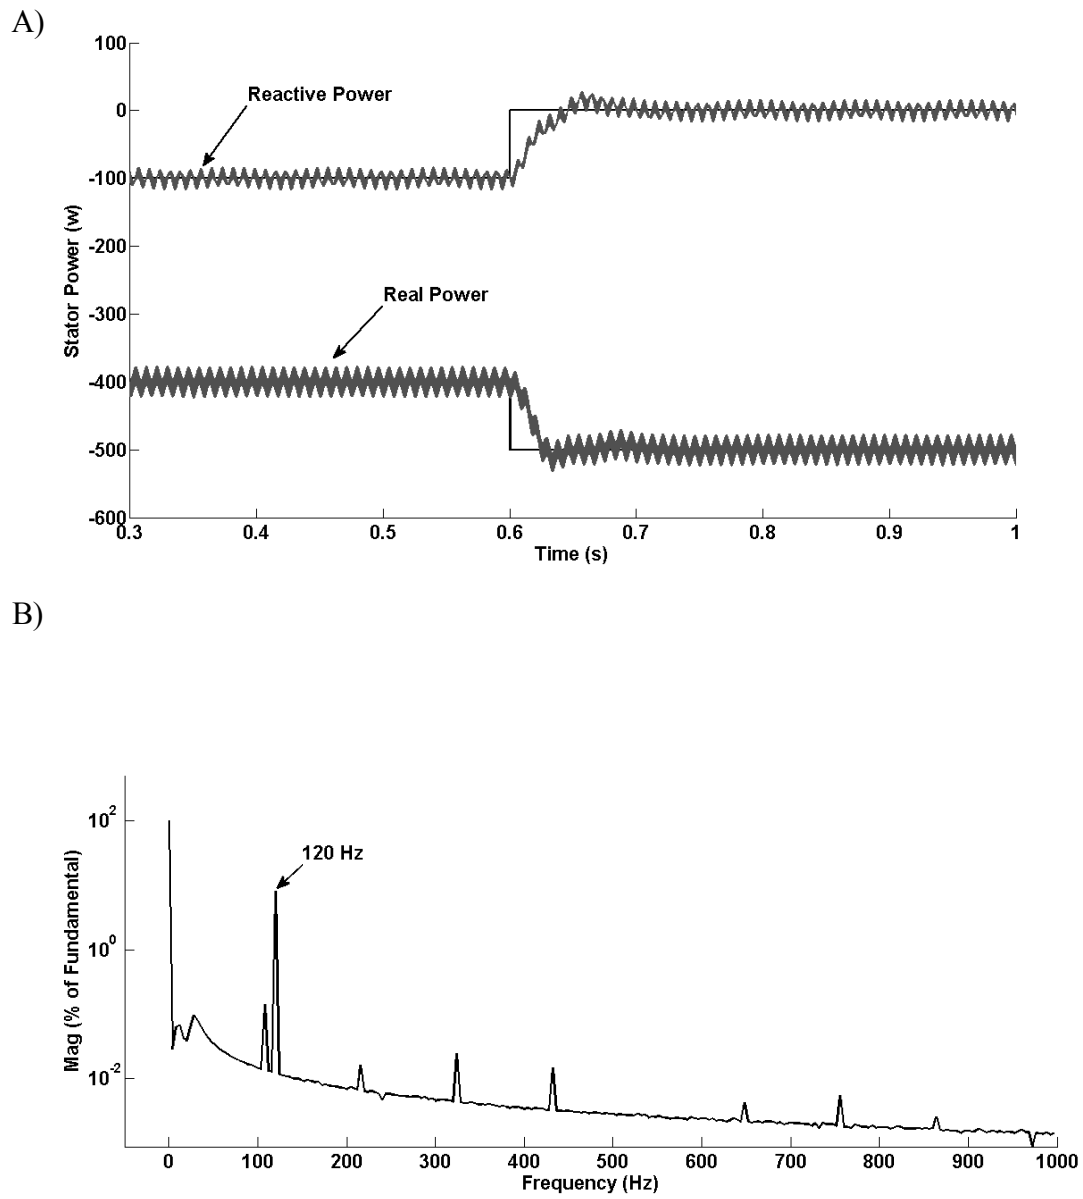 A)
100
Reactive Power
0
-100
-200
Stator Power (w)
Real Power
-300
-400
-500
-600
0.3 0.4 0.5 0.6 0.7 0.8 0.9 1
Time (s)
B)
10^2
120 Hz
10^0
Mag (% of Fundamental)
10^-2
0 100 200 300 400 500 600 700 800 900 1000
Frequency (Hz)